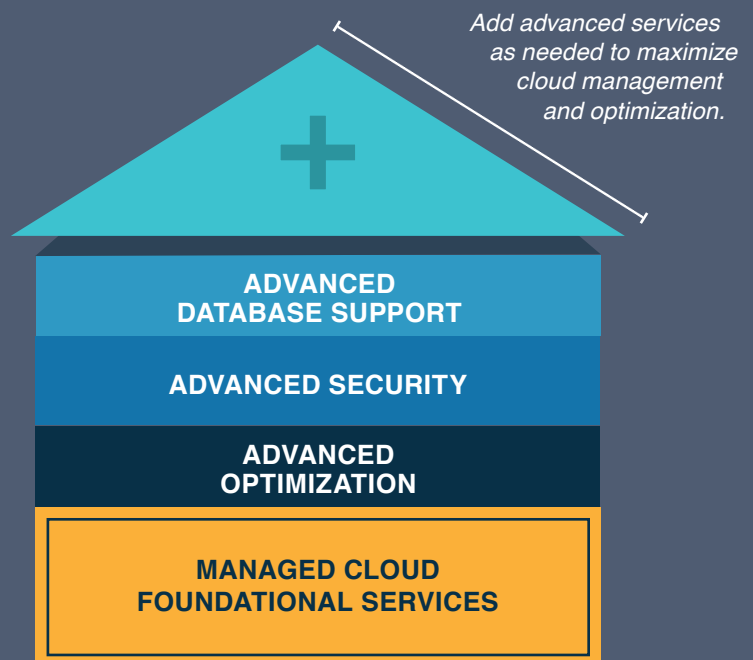 Add advanced services
as needed to maximize
cloud management
and optimization.
+
ADVANCED
DATABASE SUPPORT
ADVANCED SECURITY
ADVANCED
OPTIMIZATION
MANAGED CLOUD
FOUNDATIONAL SERVICES